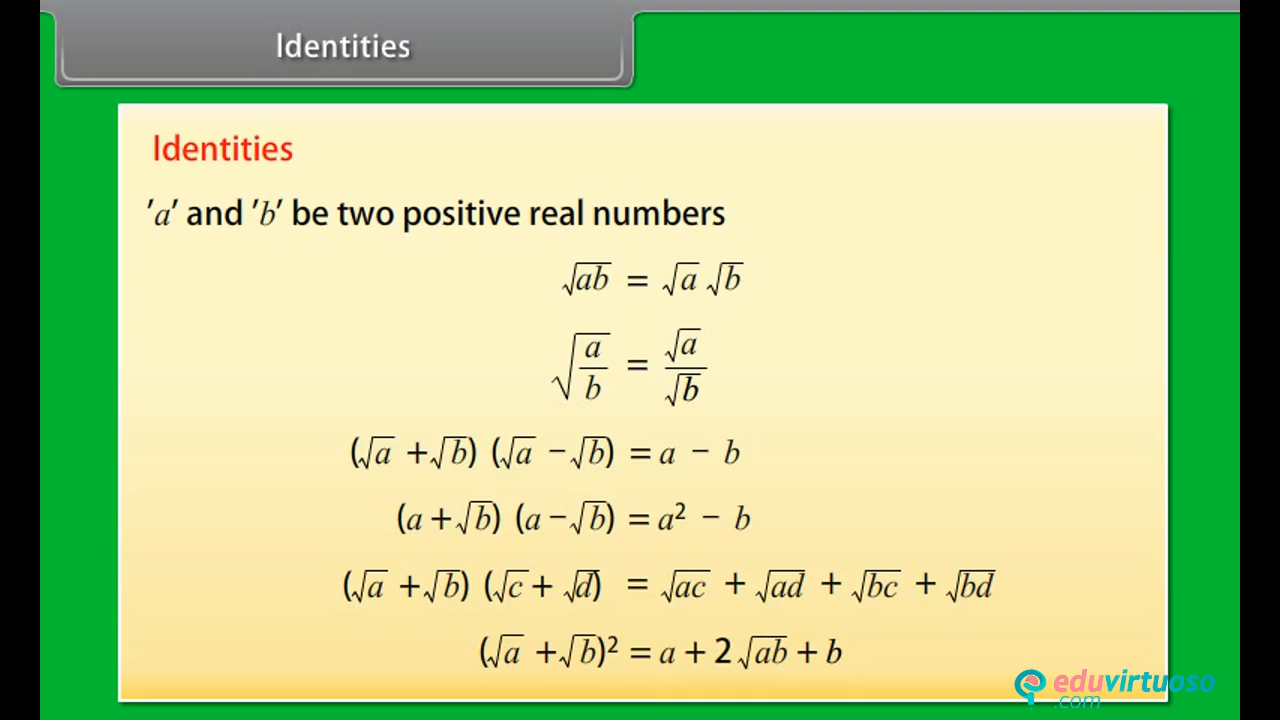 Identities
Identities
'a' and 'b' be two positive real numbers
√ab = √a √b
√(a/b) = √a/√b
(√a + √b) (√a − √b) = a − b
(a + √b) (a − √b) = a² − b
(√a + √b) (√c + √d) = √ac + √ad + √bc + √bd
(√a + √b)² = a + 2√ab + b
eduvirtuoso
.com